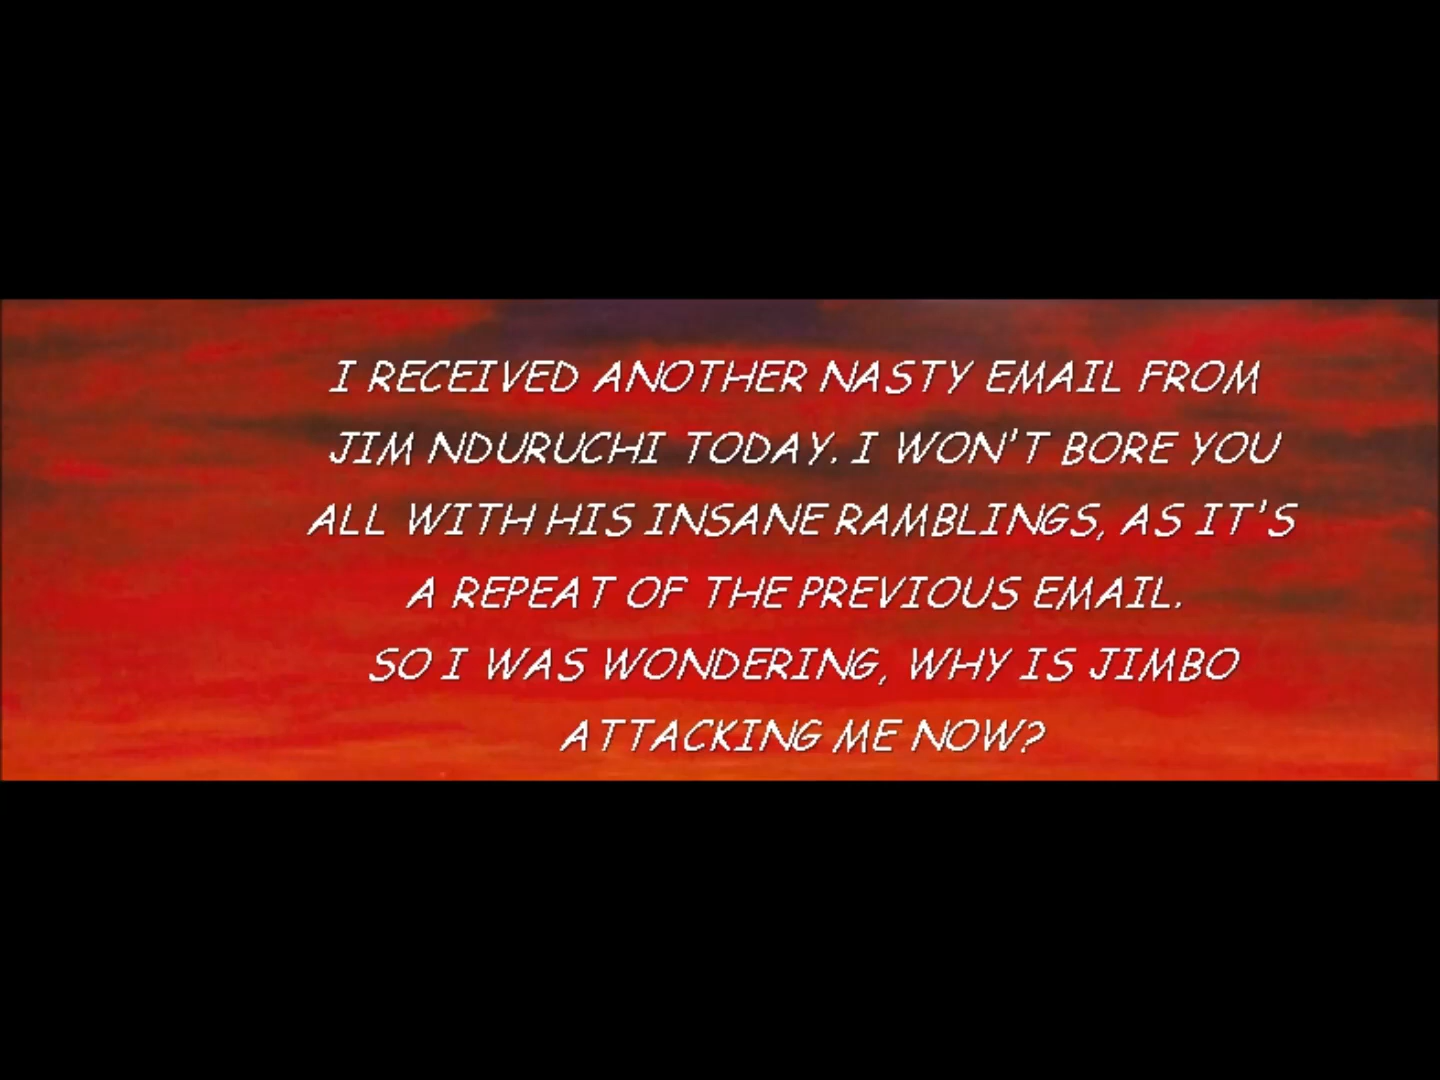 I RECEIVED ANOTHER NASTY EMAIL FROM
JIM NDURUCHI TODAY. I WON'T BORE YOU
ALL WITH HIS INSANE RAMBLINGS, AS IT'S
A REPEAT OF THE PREVIOUS EMAIL.
SO I WAS WONDERING, WHY IS JIMBO
ATTACKING ME NOW?